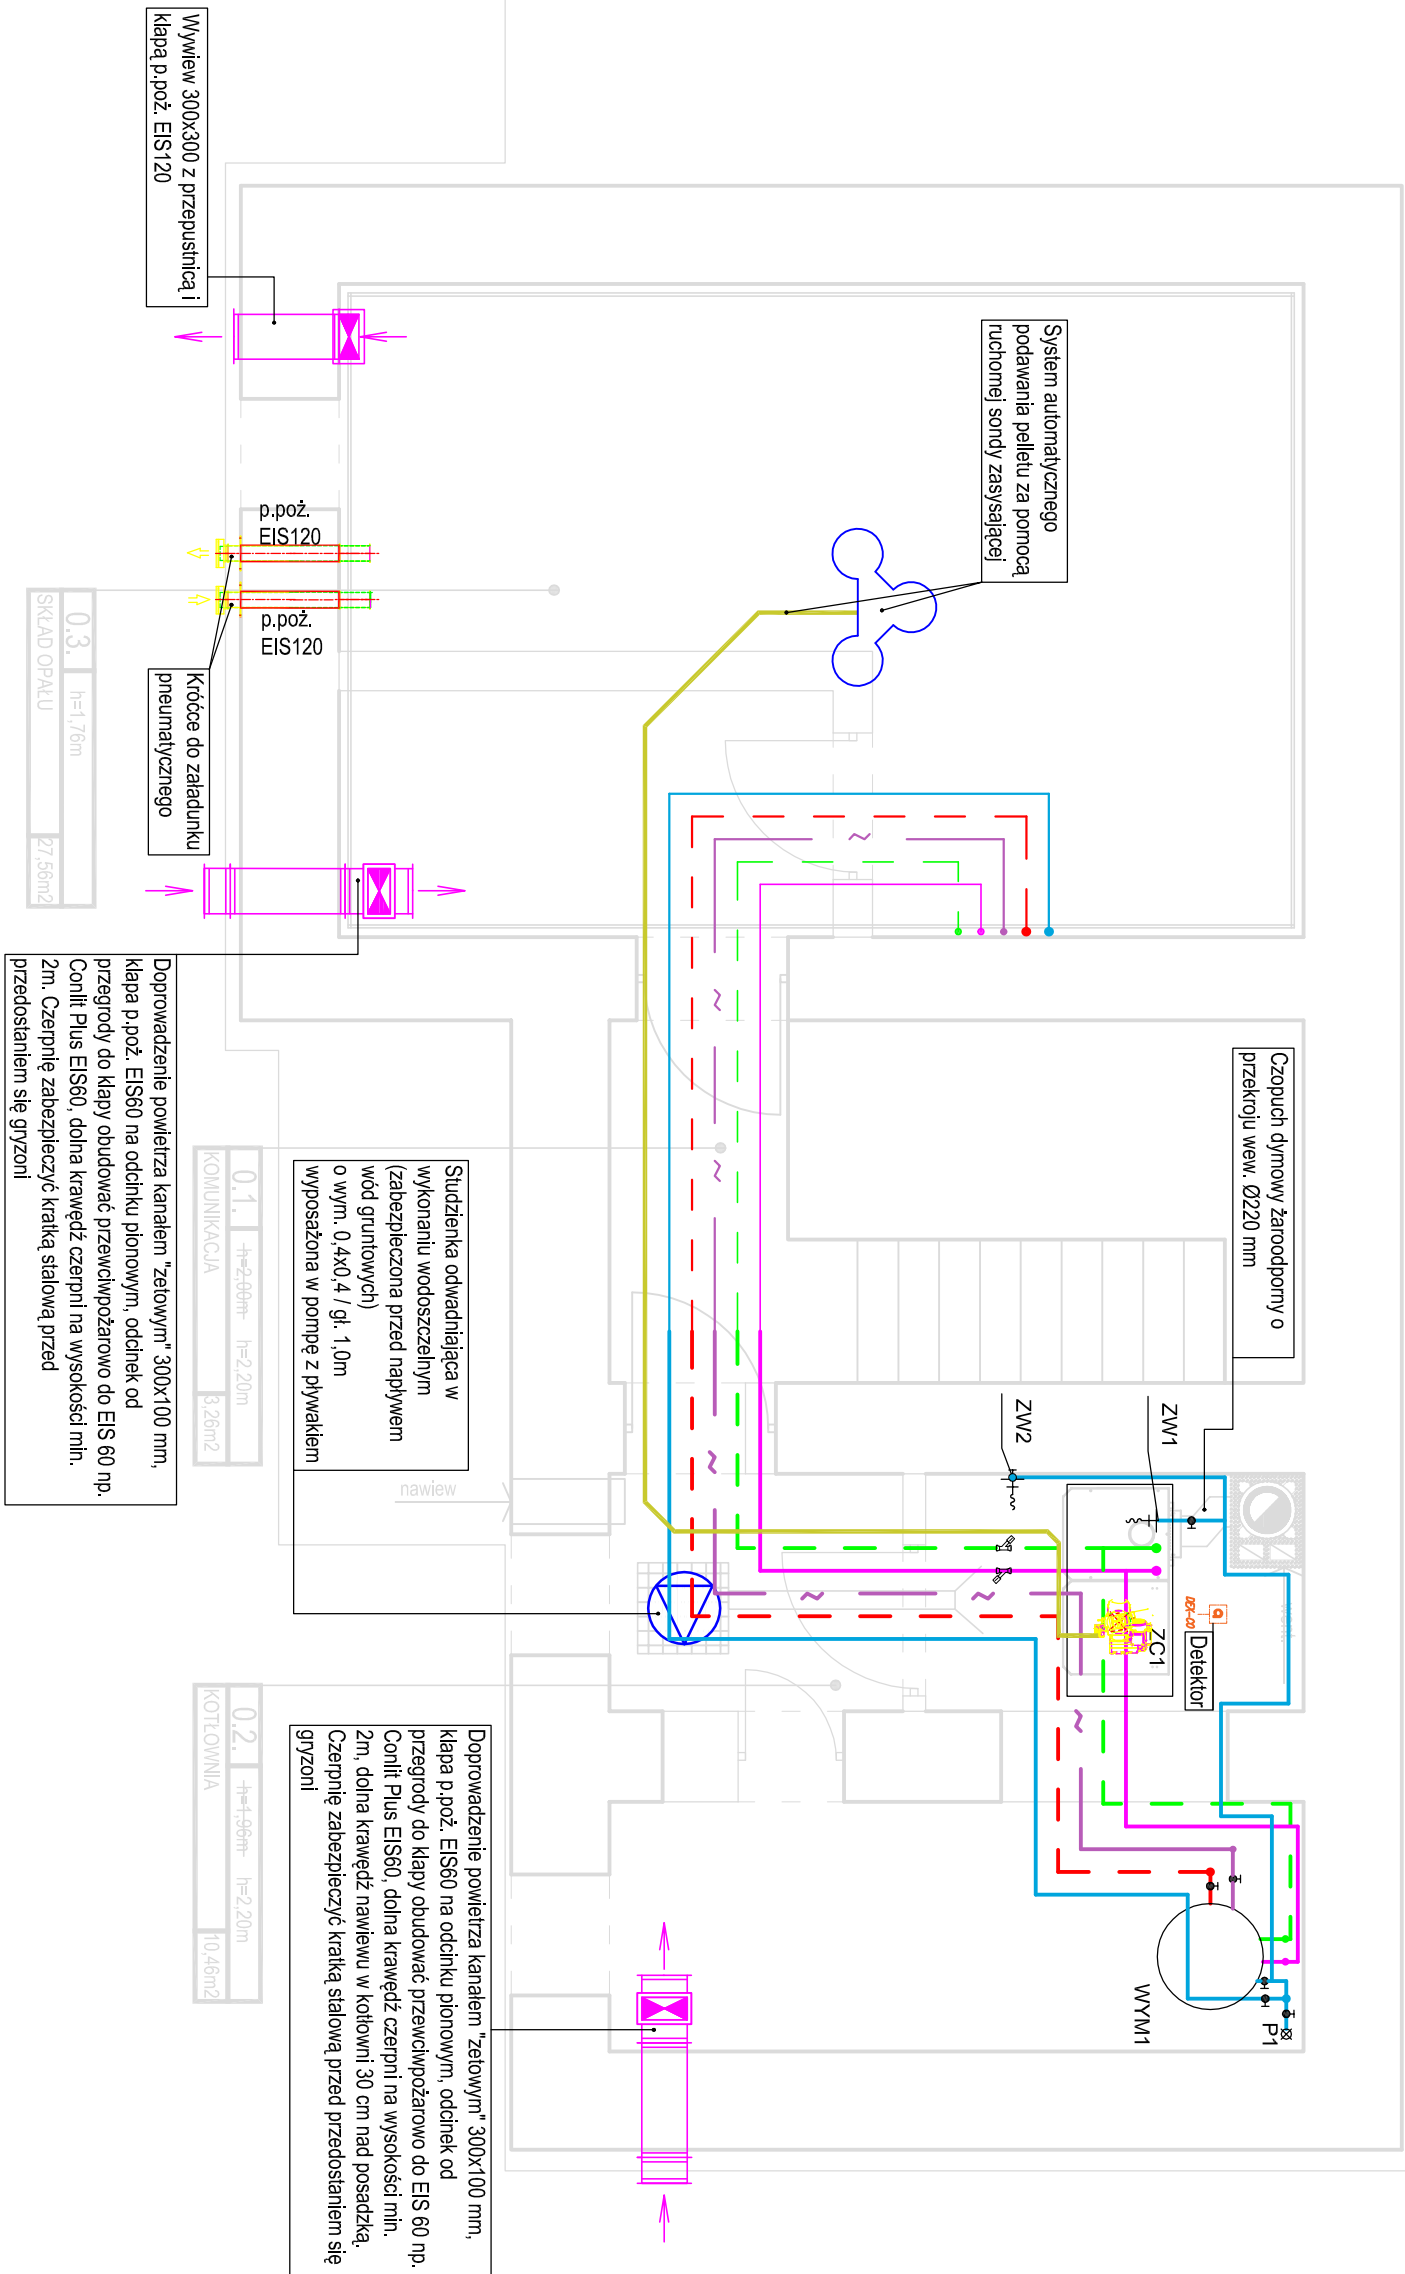 Wywiew 300x300 z przepustnicą i
klapą p.poż. EIS120
System automatycznego
podawania pelletu za pomocą
ruchomej sondy zasysającej
p.poż.
EIS120
p.poż.
EIS120
Króćce do załadunku
pneumatycznego
0.3.
h=1,76m
SKŁAD OPAŁU
27,56m2
Doprowadzenie powietrza kanałem "zetowym" 300x100 mm,
klapa p.poż. EIS60 na odcinku pionowym, odcinek od
przegrody do klapy obudować przewciwpożarowo do EIS 60 np.
Conlit Plus EIS60, dolna krawędź czerpni na wysokości min.
2m. Czerpnię zabezpieczyć kratką stalową przed
przedostaniem się gryzoni
Czopuch dymowy żaroodporny o
przekroju wew. Ø220 mm
Studzienka odwadniająca w
wykonaniu wodoszczelnym
(zabezpieczona przed napływem
wód gruntowych)
o wym. 0,4x0,4 / gł. 1,0m
wyposażona w pompę z pływakiem
0.1.
h=2,00m h=2,20m
KOMUNIKACJA
3,26m2
nawiew
ZW1
ZW2
ZC1
DEX-CO
Detektor
went.
0.2.
h=1,96m h=2,20m
KOTŁOWNIA
10,46m2
Doprowadzenie powietrza kanałem "zetowym" 300x100 mm,
klapa p.poż. EIS60 na odcinku pionowym, odcinek od
przegrody do klapy obudować przewciwpożarowo do EIS 60 np.
Conlit Plus EIS60, dolna krawędź czerpni na wysokości min.
2m, dolna krawędź nawiewu w kotłowni 30 cm nad posadzką.
Czerpnię zabezpieczyć kratką stalową przed przedostaniem się
gryzoni
WYM1
P1